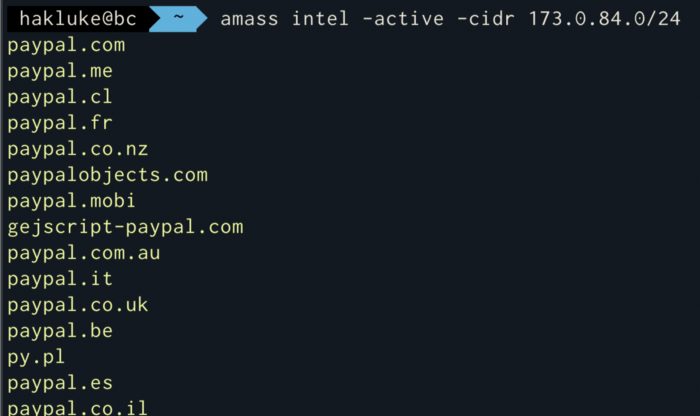 hakluke@bc ~ amass intel -active -cidr 173.0.84.0/24
paypal.com
paypal.me
paypal.cl
paypal.fr
paypal.co.nz
paypalobjects.com
paypal.mobi
gejscript-paypal.com
paypal.com.au
paypal.it
paypal.co.uk
paypal.be
py.pl
paypal.es
paypal.co.il